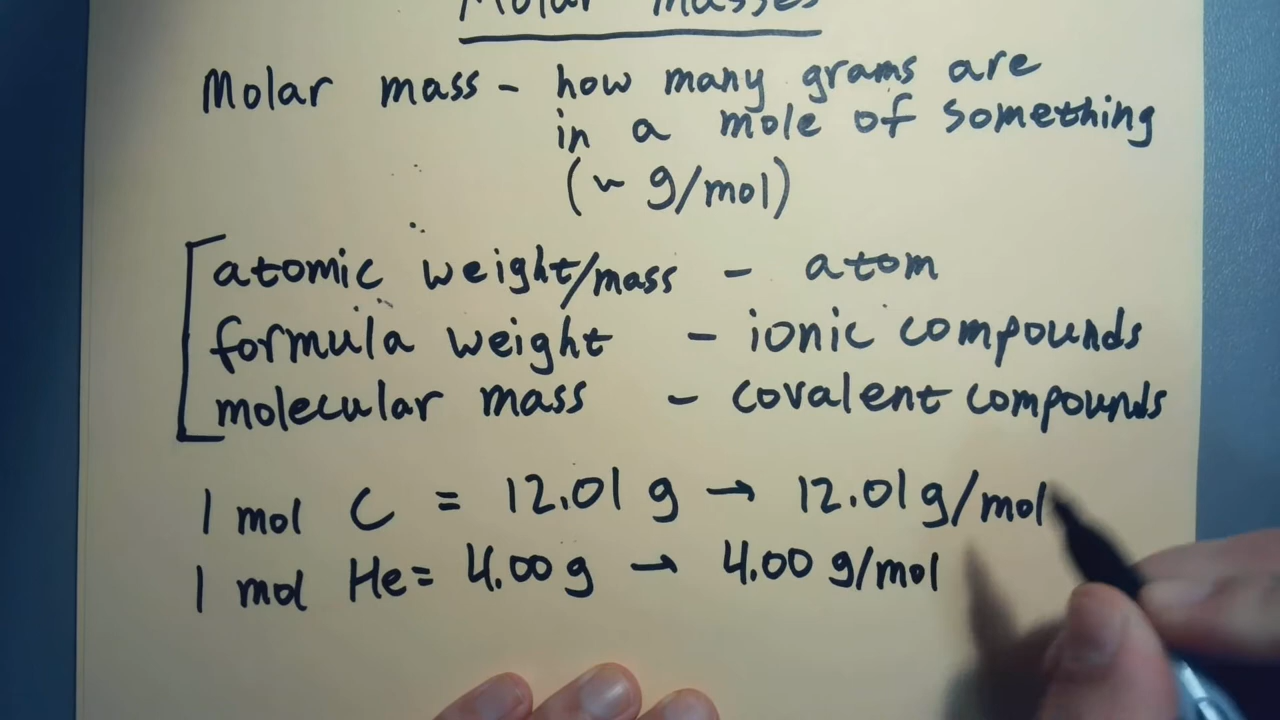 Molar masses
Molar mass - how many grams are
in a mole of something
(~ g/mol)
atomic weight/mass - atom
formula weight - ionic compounds
molecular mass - covalent compounds
1 mol C = 12.01 g → 12.01 g/mol
1 mol He = 4.00 g → 4.00 g/mol